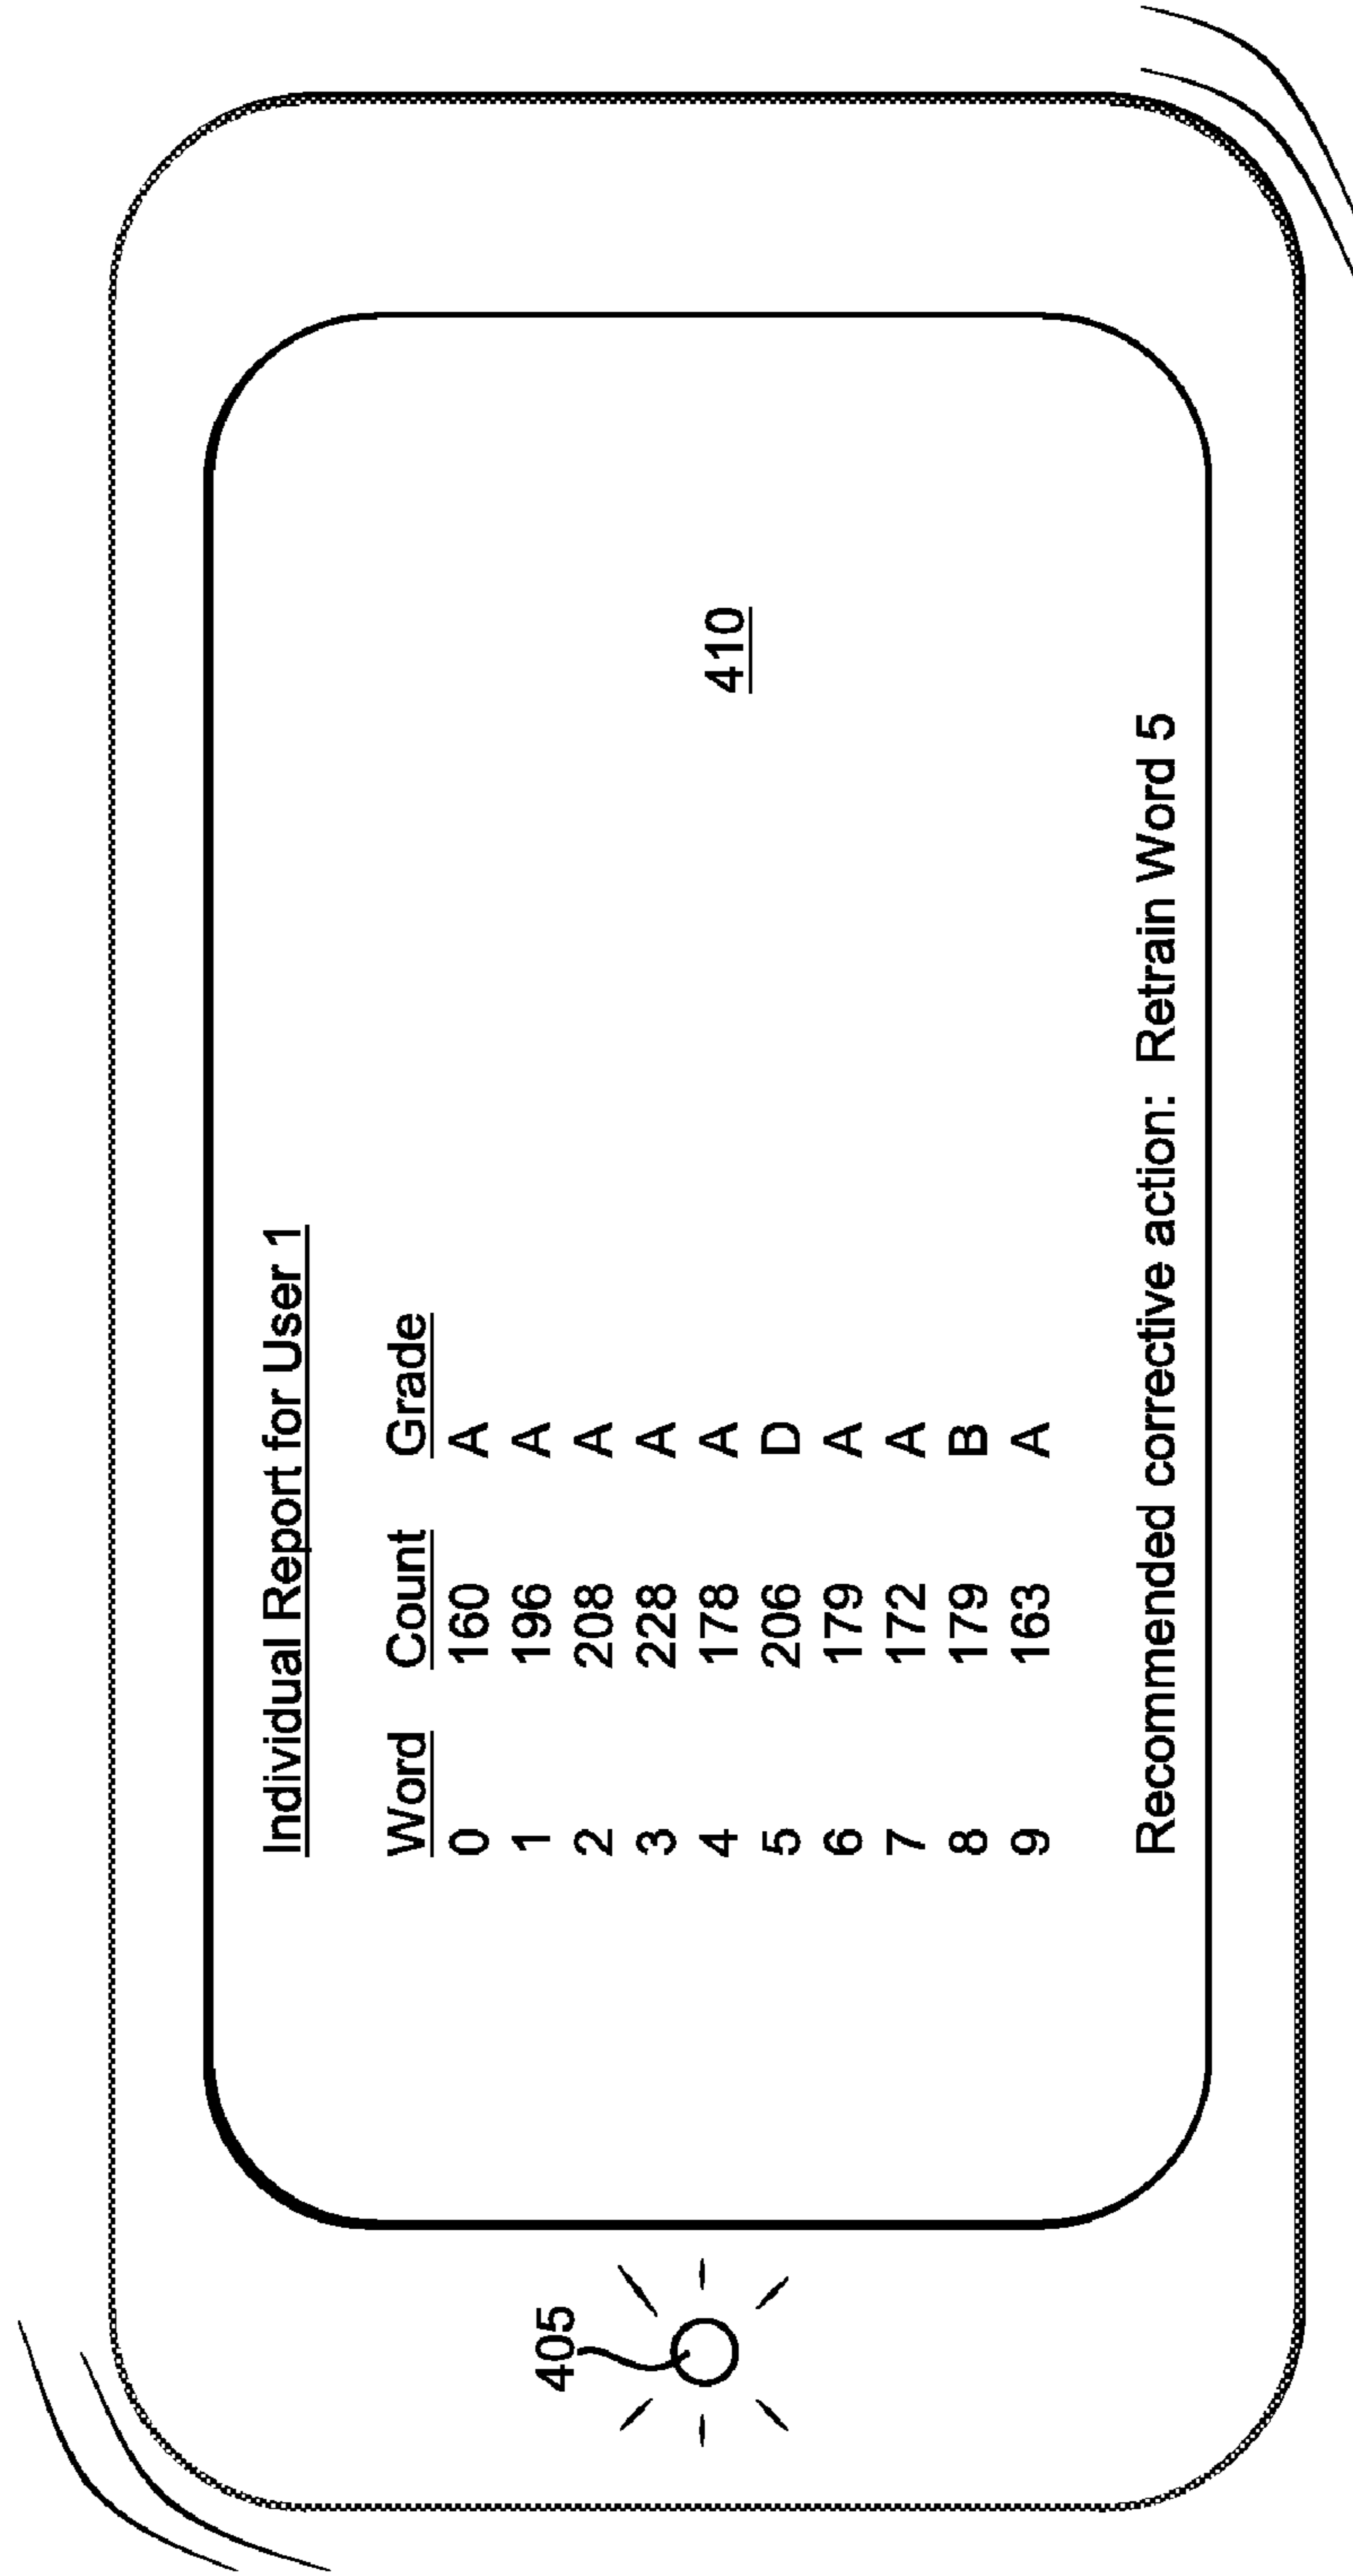 Individual Report for User 1
Word Count Grade
0 160 A
1 196 A
2 208 A
3 228 A
4 178 A
5 206 D
6 179 A
7 172 A
8 179 B
9 163 A
410
405
Recommended corrective action: Retrain Word 5